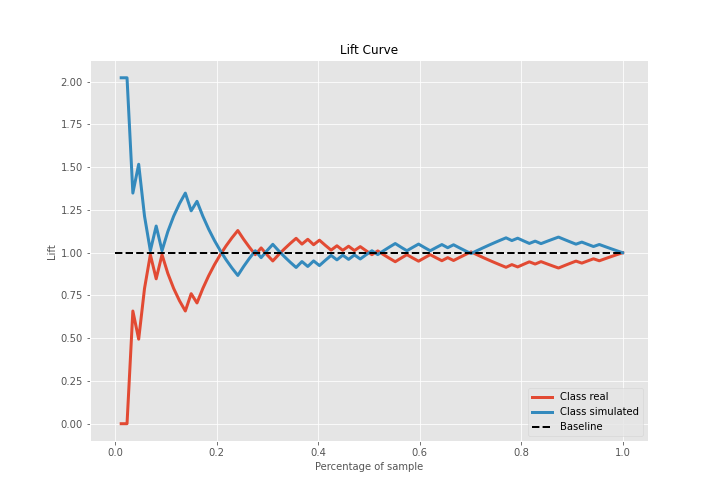 Lift Curve
2.00
1.75
1.50
1.25
1.00
0.75
0.50
0.25
0.00
Lift
0.0 0.2 0.4 0.6 0.8 1.0
Percentage of sample
Class real
Class simulated
Baseline